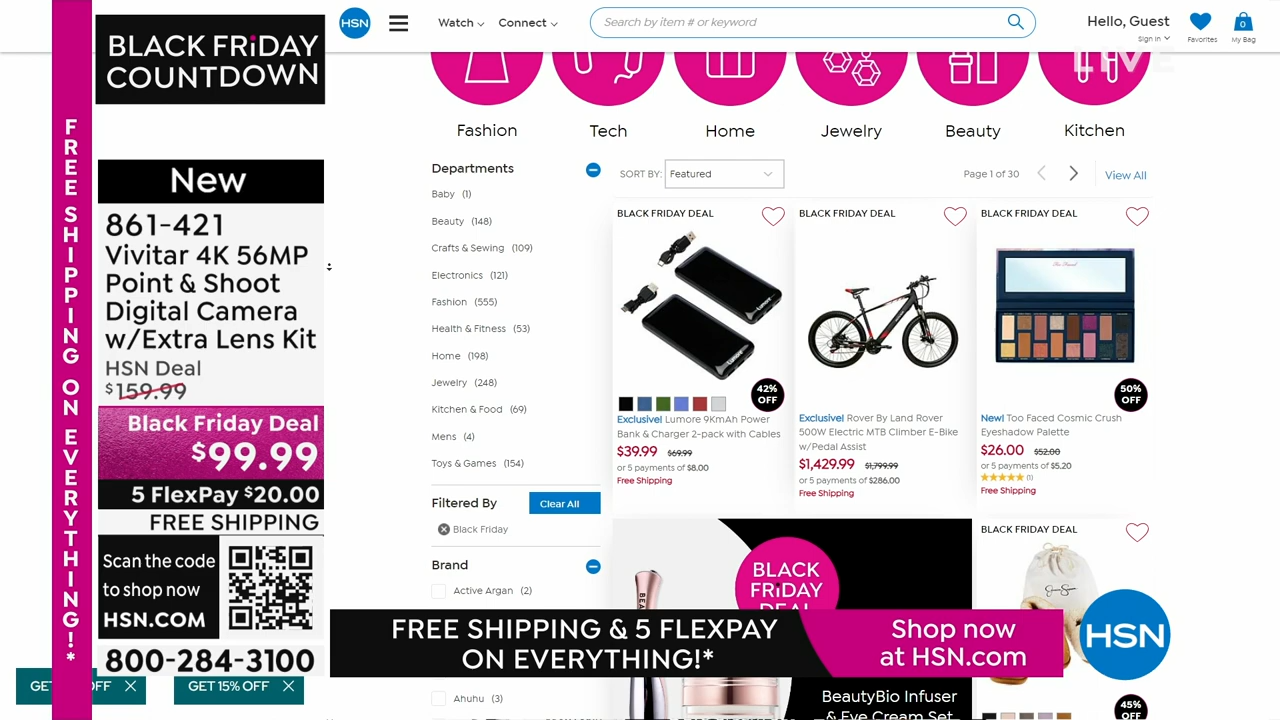 FREE SHIPPING ON EVERYTHING!*
BLACK FRiDAY
COUNTDOWN
New
861-421
Vivitar 4K 56MP
Point & Shoot
Digital Camera
w/Extra Lens Kit
HSN Deal
$159.99
Black Friday Deal
$99.99
5 FlexPay $20.00
FREE SHIPPING
Scan the code
to shop now
HSN.COM
800-284-3100
GET
OFF
GET 15% OFF
HSN
Watch
Connect
Search by item # or keyword
Hello, Guest
Sign in
Favorites
0
My Bag
LIVE
Fashion
Tech
Home
Jewelry
Beauty
Kitchen
Departments
Baby (1)
Beauty (148)
Crafts & Sewing (109)
Electronics (121)
Fashion (555)
Health & Fitness (53)
Home (198)
Jewelry (248)
Kitchen & Food (69)
Mens (4)
Toys & Games (154)
Filtered By
Clear All
Black Friday
Brand
Active Argan (2)
Ahuhu (3)
SORT BY: Featured
Page 1 of 30
View All
BLACK FRIDAY DEAL
Lumore
Lumore
42%
OFF
Exclusive! Lumore 9KmAh Power
Bank & Charger 2-pack with Cables
$39.99 $69.99
or 5 payments of $8.00
Free Shipping
BLACK FRIDAY DEAL
Exclusive! Rover By Land Rover
500W Electric MTB Climber E-Bike
w/Pedal Assist
$1,429.99 $1,799.99
or 5 payments of $286.00
Free Shipping
BLACK FRIDAY DEAL
50%
OFF
New! Too Faced Cosmic Crush
Eyeshadow Palette
$26.00 $52.00
or 5 payments of $5.20
(1)
Free Shipping
BLACK
FRiDAY
DEAL
BeautyBio Infuser
& Eye Cream Set
BLACK FRIDAY DEAL
45%
OFF
FREE SHIPPING & 5 FLEXPAY
ON EVERYTHING!*
Shop now
at HSN.com
HSN